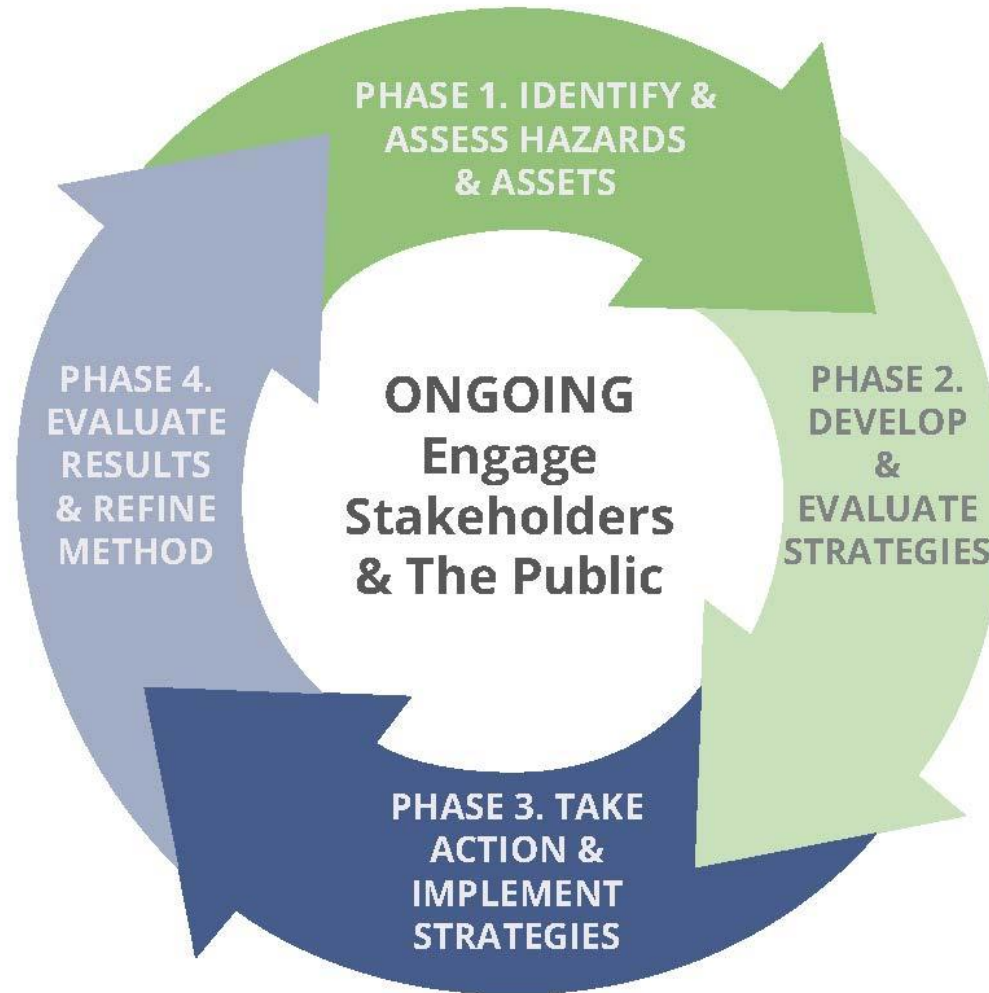 PHASE 1. IDENTIFY &
ASSESS HAZARDS
& ASSETS
PHASE 2.
DEVELOP
&
EVALUATE
STRATEGIES
PHASE 3. TAKE
ACTION &
IMPLEMENT
STRATEGIES
PHASE 4.
EVALUATE
RESULTS
& REFINE
METHOD
ONGOING
Engage
Stakeholders
& The Public